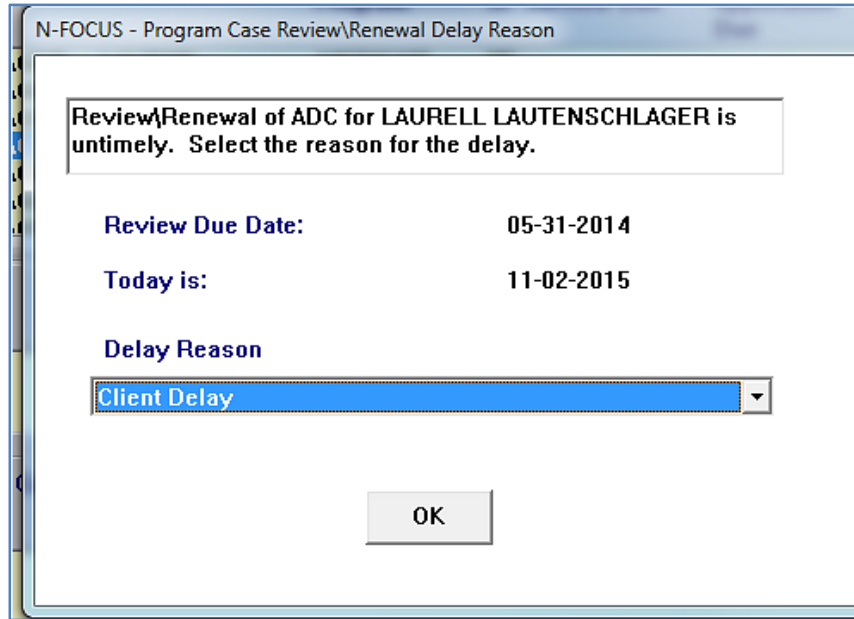 N-FOCUS - Program Case Review\Renewal Delay Reason
Review\Renewal of ADC for LAURELL LAUTENSCHLAGER is
untimely.  Select the reason for the delay.
Review Due Date: 05-31-2014
Today is: 11-02-2015
Delay Reason
Client Delay
OK